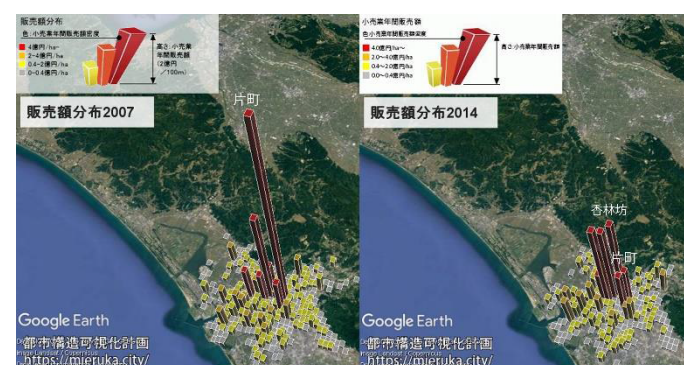 販売額分布
色:小売業年間販売額密度
4億円/ha~
2~4億円/ha
0.4~2億円/ha
0~0.4億円/ha
高さ:小売業
年間販売額
(2億円
/100m)
販売額分布2007
片町
Google Earth
都市構造可視化計画
https://mieruka.city/
小売業年間販売額
色:小売業年間販売額密度
4.0億円/ha~
2.0~4.0億円/ha
0.4~2.0億円/ha
0.0~0.4億円/ha
高さ:小売業年間販売額
販売額分布2014
香林坊
片町
Google Earth
都市構造可視化計画
https://mieruka.city/